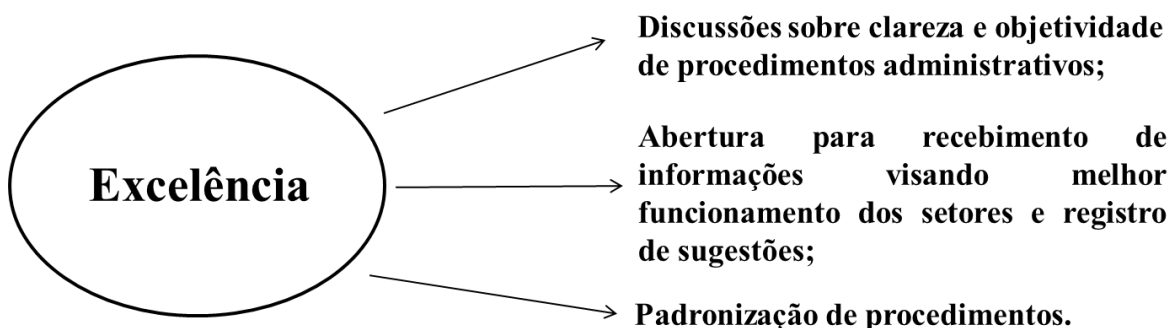 Excelência
Discussões sobre clareza e objetividade
de procedimentos administrativos;
Abertura para recebimento de
informações visando melhor
funcionamento dos setores e registro
de sugestões;
Padronização de procedimentos.